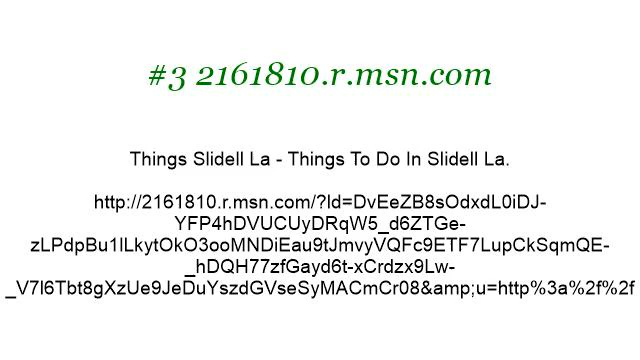 #3 2161810.r.msn.com
Things Slidell La - Things To Do In Slidell La.
http://2161810.r.msn.com/?ld=DvEeZB8sOdxdL0iDJ-
YFP4hDVUCUyDRqW5_d6ZTGe-
zLPdpBu1lLkytOkO3ooMNDiEau9tJmvyVQFc9ETF7LupCkSqmQE-
_hDQH77zfGayd6t-xCrdzx9Lw-
_V7l6Tbt8gXzUe9JeDuYszdGVseSyMACmCr08&amp;u=http%3a%2f%2f